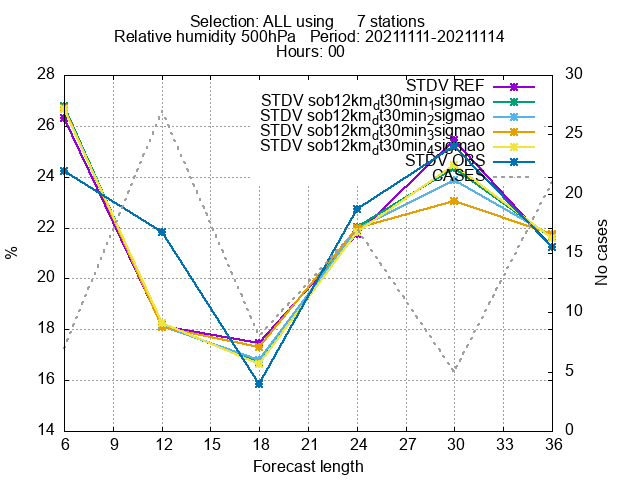 Selection: ALL using 7 stations
Relative humidity 500hPa Period: 20211111-20211114
Hours: 00
28
26
24
22
20
18
16
14
30
25
20
15
10
5
0
%
No cases
STDV REF
STDV sob12km_dt30min_1sigmao
STDV sob12km_dt30min_2sigmao
STDV sob12km_dt30min_3sigmao
STDV sob12km_dt30min_4sigmao
STDV OBS
CASES
6 9 12 15 18 21 24 27 30 33 36
Forecast length